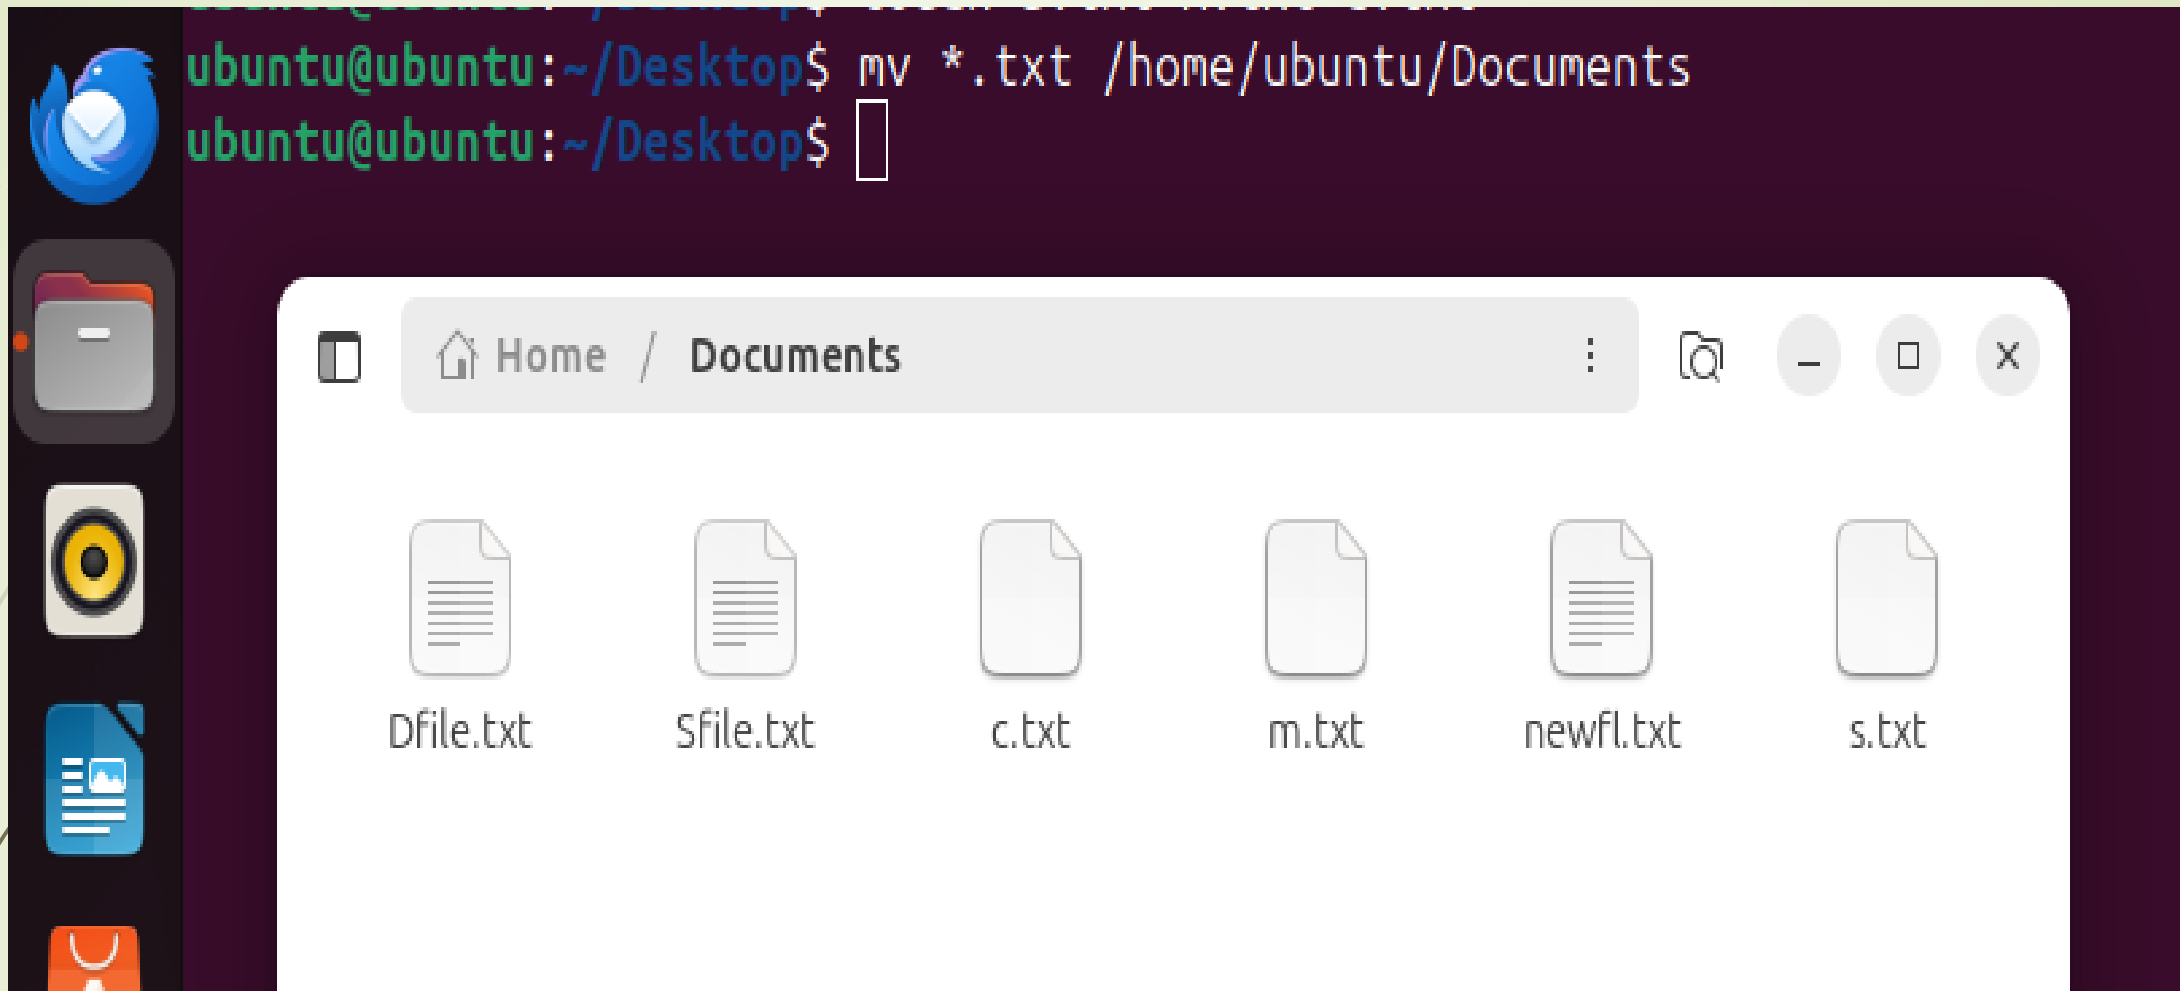 ubuntu@ubuntu:~/Desktop$ mv *.txt /home/ubuntu/Documents
ubuntu@ubuntu:~/Desktop$
Home / Documents
Dfile.txt Sfile.txt c.txt m.txt newfl.txt s.txt